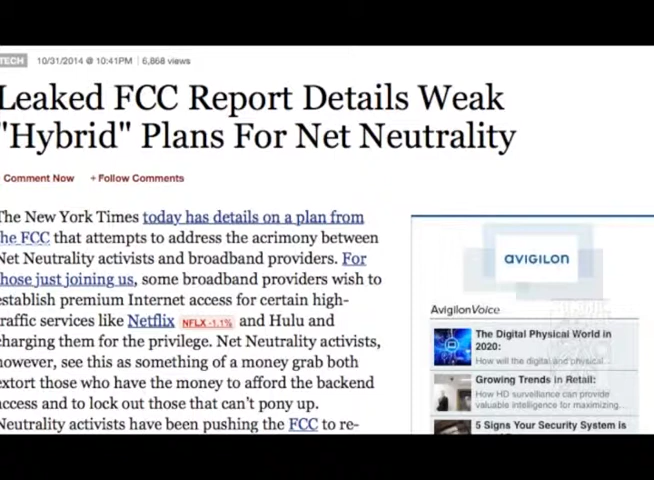 TECH 10/31/2014 @ 10:41PM 6,868 views
Leaked FCC Report Details Weak
"Hybrid" Plans For Net Neutrality
Comment Now + Follow Comments
The New York Times today has details on a plan from
the FCC that attempts to address the acrimony between
Net Neutrality activists and broadband providers. For
those just joining us, some broadband providers wish to
establish premium Internet access for certain high-
traffic services like Netflix NFLX -1.1% and Hulu and
charging them for the privilege. Net Neutrality activists,
however, see this as something of a money grab both
extort those who have the money to afford the backend
access and to lock out those that can't pony up.
Neutrality activists have been pushing the FCC to re-
AVIGILON
AvigilonVoice
The Digital Physical World in
2020:
How will the digital and physical...
Growing Trends in Retail:
How HD surveillance can provide
valuable intelligence for maximizing...
5 Signs Your Security System is